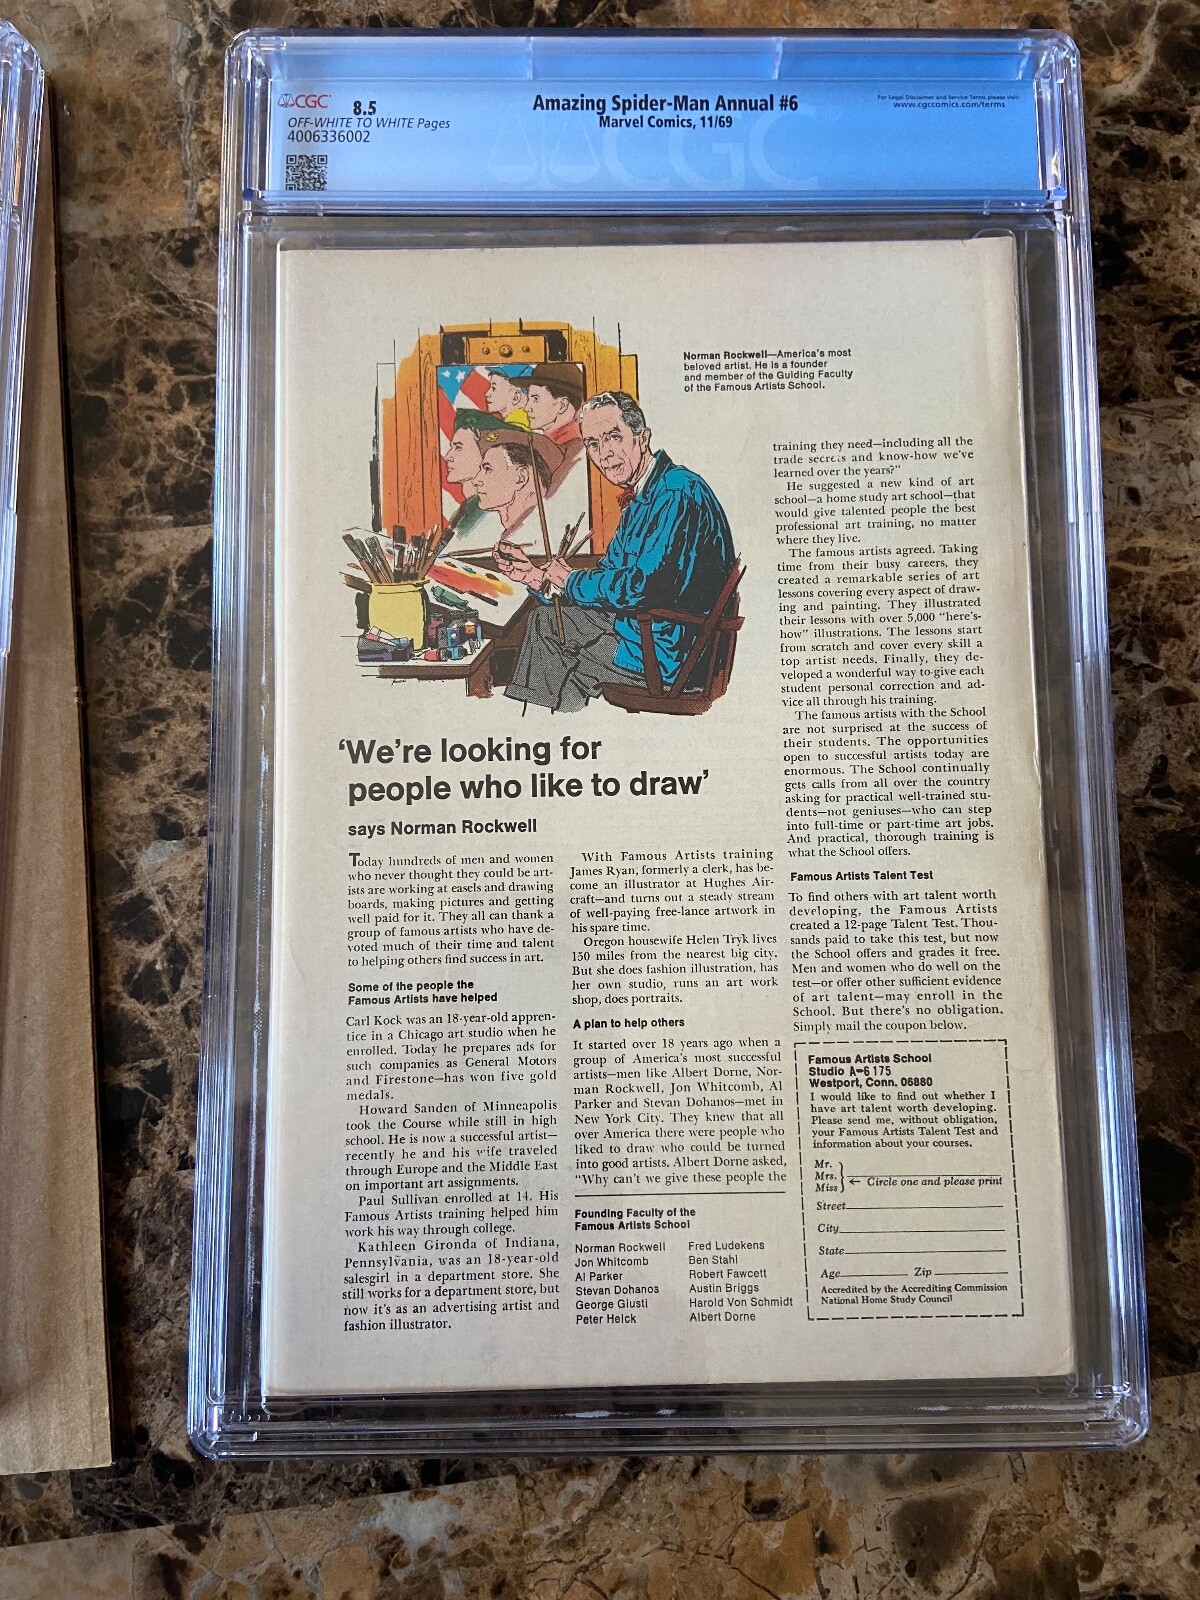 CGC
8.5
OFF-WHITE TO WHITE Pages
4006336002
Amazing Spider-Man Annual #6
Marvel Comics, 11/69
For Legal Disclaimer and Service Terms, please visit:
www.cgccomics.com/terms
CGC
Norman Rockwell—America's most
beloved artist. He is a founder
and member of the Guiding Faculty
of the Famous Artists School.
'We're looking for
people who like to draw'
says Norman Rockwell
Today hundreds of men and women
who never thought they could be art-
ists are working at easels and drawing
boards, making pictures and getting
well paid for it. They all can thank a
group of famous artists who have de-
voted much of their time and talent
to helping others find success in art.
Some of the people the
Famous Artists have helped
Carl Kock was an 18-year-old appren-
tice in a Chicago art studio when he
enrolled. Today he prepares ads for
such companies as General Motors
and Firestone—has won five gold
medals.
Howard Sanden of Minneapolis
took the Course while still in high
school. He is now a successful artist—
recently he and his wife traveled
through Europe and the Middle East
on important art assignments.
Paul Sullivan enrolled at 14. His
Famous Artists training helped him
work his way through college.
Kathleen Gironda of Indiana,
Pennsylvania, was an 18-year-old
salesgirl in a department store. She
still works for a department store, but
now it's as an advertising artist and
fashion illustrator.
With Famous Artists training
James Ryan, formerly a clerk, has be-
come an illustrator at Hughes Air-
craft—and turns out a steady stream
of well-paying free-lance artwork in
his spare time.
Oregon housewife Helen Tryk lives
150 miles from the nearest big city.
But she does fashion illustration, has
her own studio, runs an art work
shop, does portraits.
A plan to help others
It started over 18 years ago when a
group of America's most successful
artists—men like Albert Dorne, Nor-
man Rockwell, Jon Whitcomb, Al
Parker and Stevan Dohanos—met in
New York City. They knew that all
over America there were people who
liked to draw who could be turned
into good artists. Albert Dorne asked,
"Why can't we give these people the
Founding Faculty of the
Famous Artists School
Norman Rockwell
Jon Whitcomb
Al Parker
Stevan Dohanos
George Giusti
Peter Helck
Fred Ludekens
Ben Stahl
Robert Fawcett
Austin Briggs
Harold Von Schmidt
Albert Dorne
training they need—including all the
trade secrets and know-how we've
learned over the years?"
He suggested a new kind of art
school—a home study art school—that
would give talented people the best
professional art training, no matter
where they live.
The famous artists agreed. Taking
time from their busy careers, they
created a remarkable series of art
lessons covering every aspect of draw-
ing and painting. They illustrated
their lessons with over 5,000 "here's-
how" illustrations. The lessons start
from scratch and cover every skill a
top artist needs. Finally, they de-
veloped a wonderful way to give each
student personal correction and ad-
vice all through his training.
The famous artists with the School
are not surprised at the success of
their students. The opportunities
open to successful artists today are
enormous. The School continually
gets calls from all over the country
asking for practical well-trained stu-
dents—not geniuses—who can step
into full-time or part-time art jobs.
And practical, thorough training is
what the School offers.
Famous Artists Talent Test
To find others with art talent worth
developing, the Famous Artists
created a 12-page Talent Test. Thou-
sands paid to take this test, but now
the School offers and grades it free.
Men and women who do well on the
test—or offer other sufficient evidence
of art talent—may enroll in the
School. But there's no obligation.
Simply mail the coupon below.
Famous Artists School
Studio A-6175
Westport, Conn. 06880
I would like to find out whether I
have art talent worth developing.
Please send me, without obligation,
your Famous Artists Talent Test and
information about your courses.
Mr.
Mrs.
Miss
← Circle one and please print
Street
City
State
Age Zip
Accredited by the Accrediting Commission
National Home Study Council